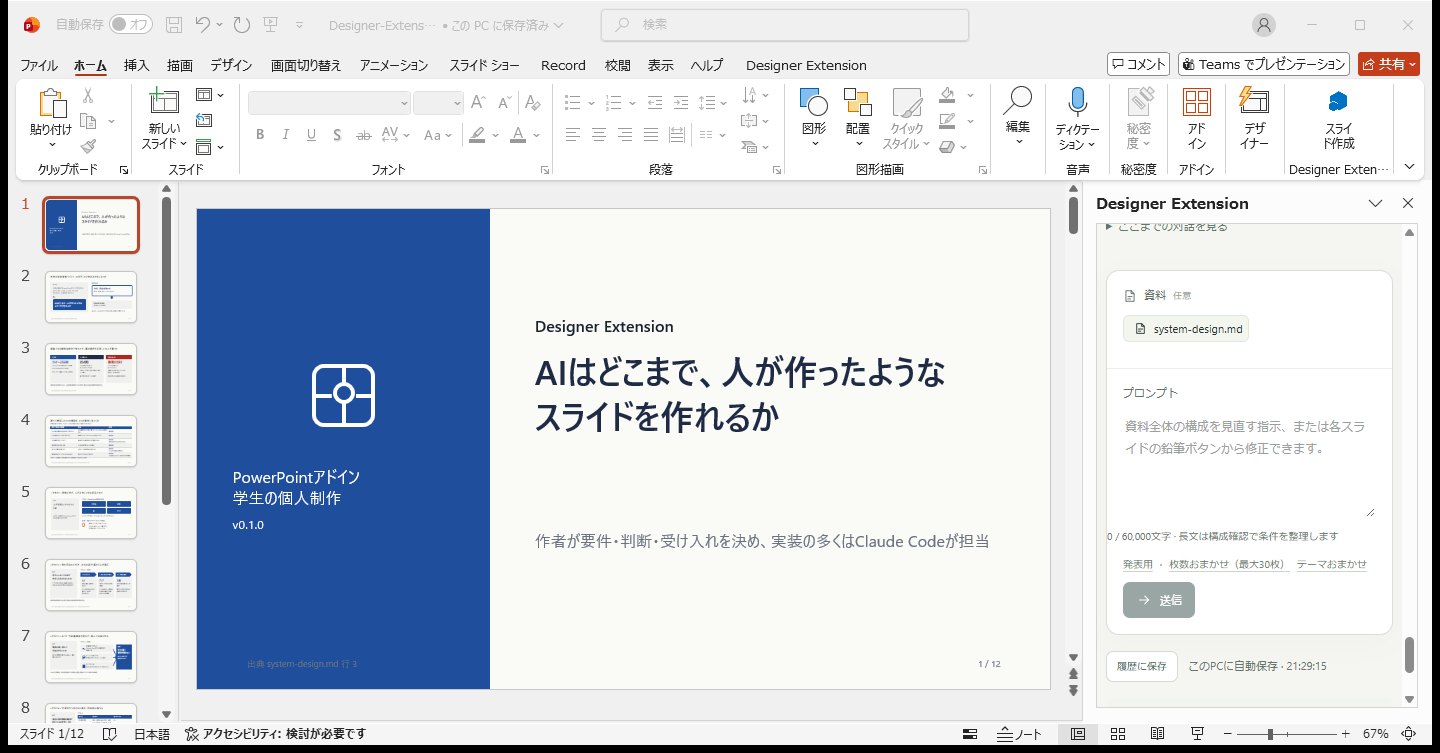 自動保存 オフ
Designer-Extens… • この PC に保存済み
検索
ファイル ホーム 挿入 描画 デザイン 画面切り替え アニメーション スライド ショー Record 校閲 表示 ヘルプ Designer Extension
コメント Teams でプレゼンテーション 共有
貼り付け
新しい
スライド
B I U S ab AV Aa A
図形 配置 クイック
スタイル
編集
ディクテー
ション
秘密
度
アド
イン
デザ
イナー
スライ
ド作成
クリップボード スライド フォント 段落 図形描画 音声 秘密度 アドイン Designer Exten…
1
2
3
4
5
6
7
8
PowerPointアドイン
学生の個人制作
v0.1.0
出典 system-design.md 行 3
Designer Extension
AIはどこまで、人が作ったような
スライドを作れるか
作者が要件・判断・受け入れを決め、実装の多くはClaude Codeが担当
1 / 12
Designer Extension
ここまでの対話を見る
資料 任意
system-design.md
プロンプト
資料全体の構成を見直す指示、または各スラ
イドの鉛筆ボタンから修正できます。
0 / 60,000文字 · 長文は構成確認で条件を整理します
発表用 · 枚数おまかせ（最大30枚） テーマおまかせ
→ 送信
履歴に保存 このPCに自動保存 · 21:29:15
スライド 1/12 日本語 アクセシビリティ: 検討が必要です ノート 67%